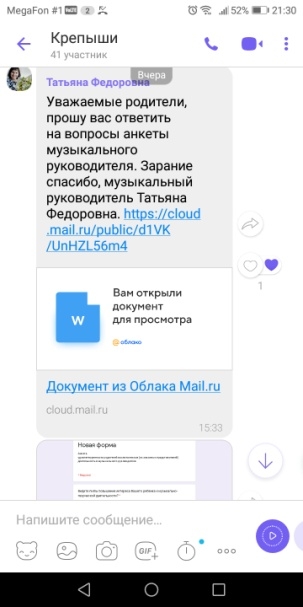 MegaFon #1
2
52%
21:30
Крепыши
41 участник
Вчера
Татьяна Федоровна
Уважаемые родители,
прошу вас ответить
на вопросы анкеты
музыкального
руководителя. Зарание
спасибо, музыкальный
руководитель Татьяна
Федоровна. https://cloud
.mail.ru/public/d1VK
/UnHZL56m4
1
W
Вам открыли
документ
для просмотра
@облако
Документ из Облака Mail.ru
cloud.mail.ru
15:33
Новая форма
Напишите сообщение...
GIF